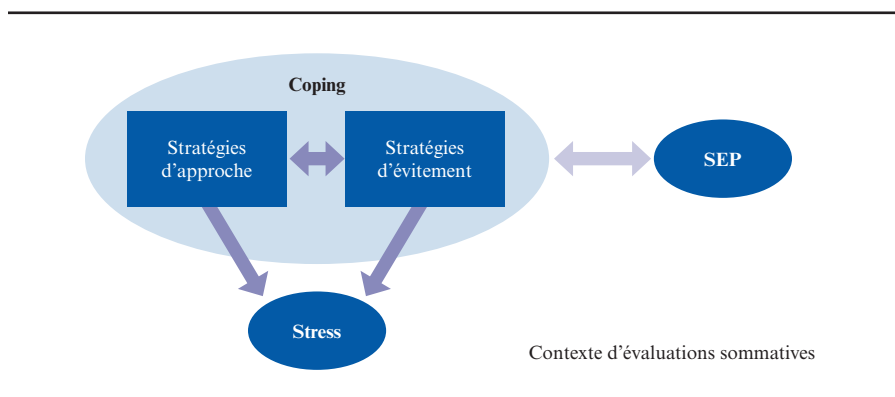 Coping
Stratégies
d'approche
Stratégies
d'évitement
SEP
Stress
Contexte d'évaluations sommatives